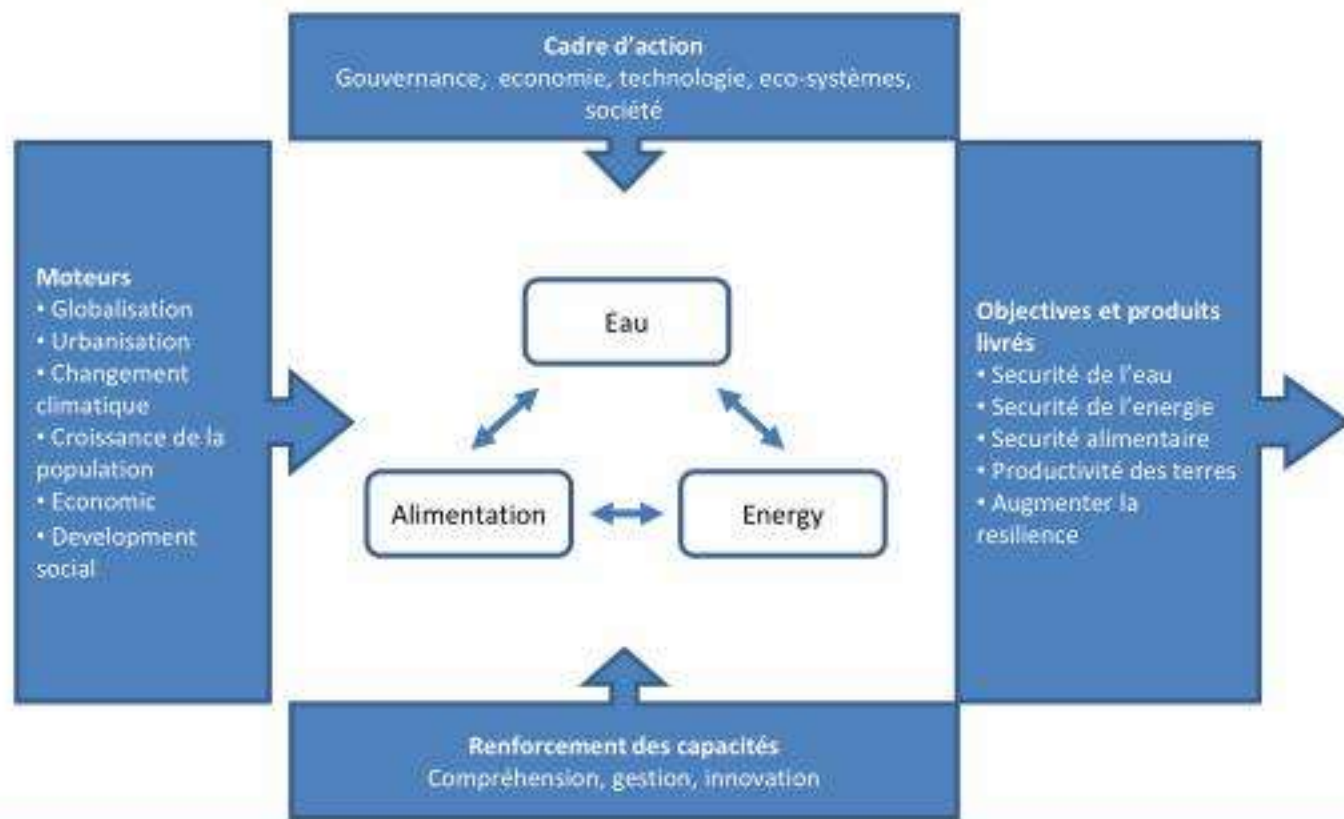 Cadre d'action
Gouvernance, economie, technologie, eco-systèmes,
société
Moteurs
• Globalisation
• Urbanisation
• Changement
climatique
• Croissance de la
population
• Economic
• Development
social
Eau
Alimentation
Energy
Objectives et produits
livrés
• Securité de l'eau
• Securité de l'energie
• Securité alimentaire
• Productivité des terres
• Augmenter la
resilience
Renforcement des capacités
Compréhension, gestion, innovation